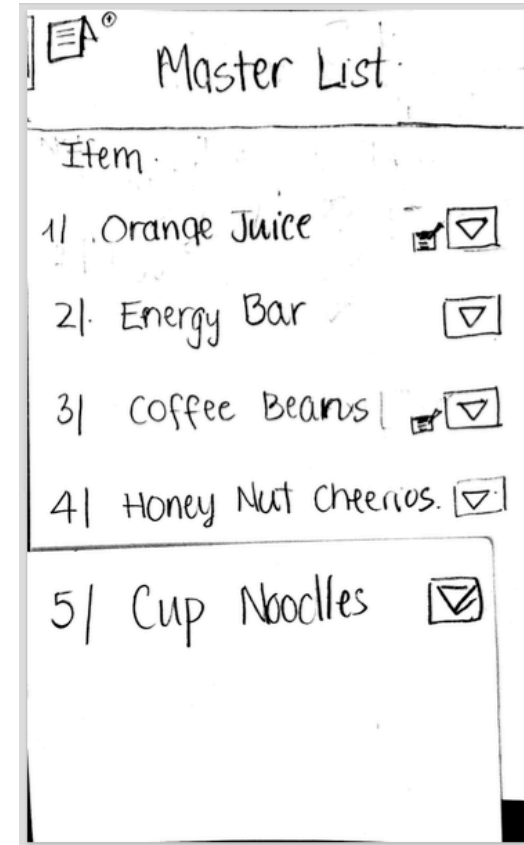 Master List
Item
1/ Orange Juice
2/ Energy Bar
3/ Coffee Beans
4/ Honey Nut Cheerios.
5/ Cup Noodles